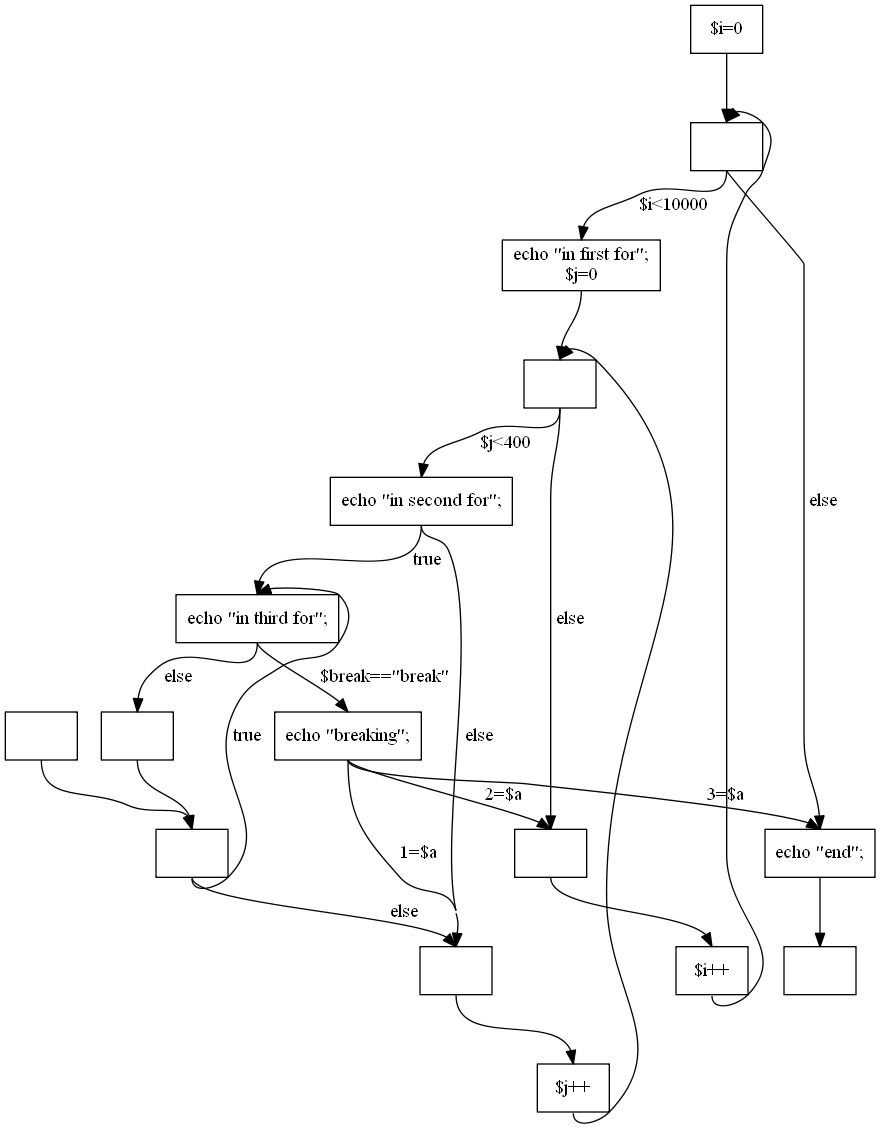 $i=0
$i<10000
echo "in first for";
$j=0
$j<400
echo "in second for";
else
true
echo "in third for";
else
else
$break=="break"
true
echo "breaking";
else
2=$a
3=$a
1=$a
echo "end";
else
$i++
$j++